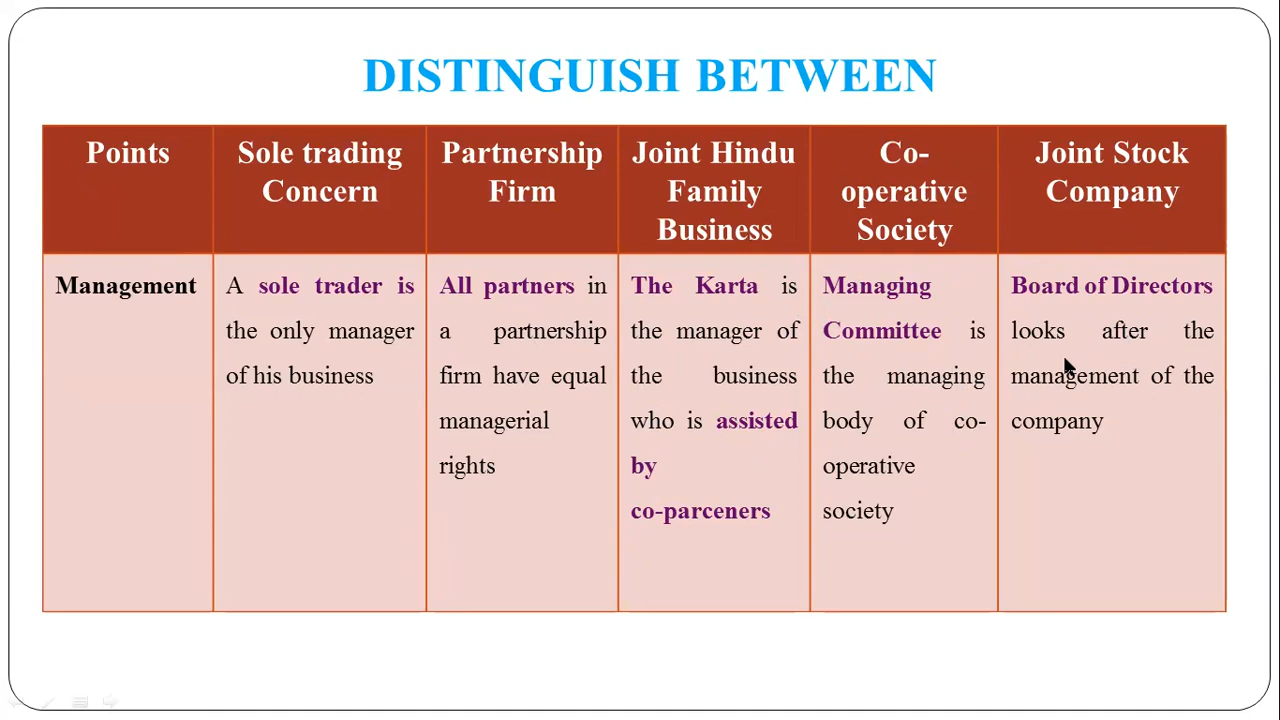 DISTINGUISH BETWEEN
Points
Sole trading
Concern
Partnership
Firm
Joint Hindu
Family
Business
Co-
operative
Society
Joint Stock
Company
Management
A sole trader is
the only manager
of his business
All partners in
a partnership
firm have equal
managerial
rights
The Karta is
the manager of
the business
who is assisted
by
co-parceners
Managing
Committee is
the managing
body of co-
operative
society
Board of Directors
looks after the
management of the
company